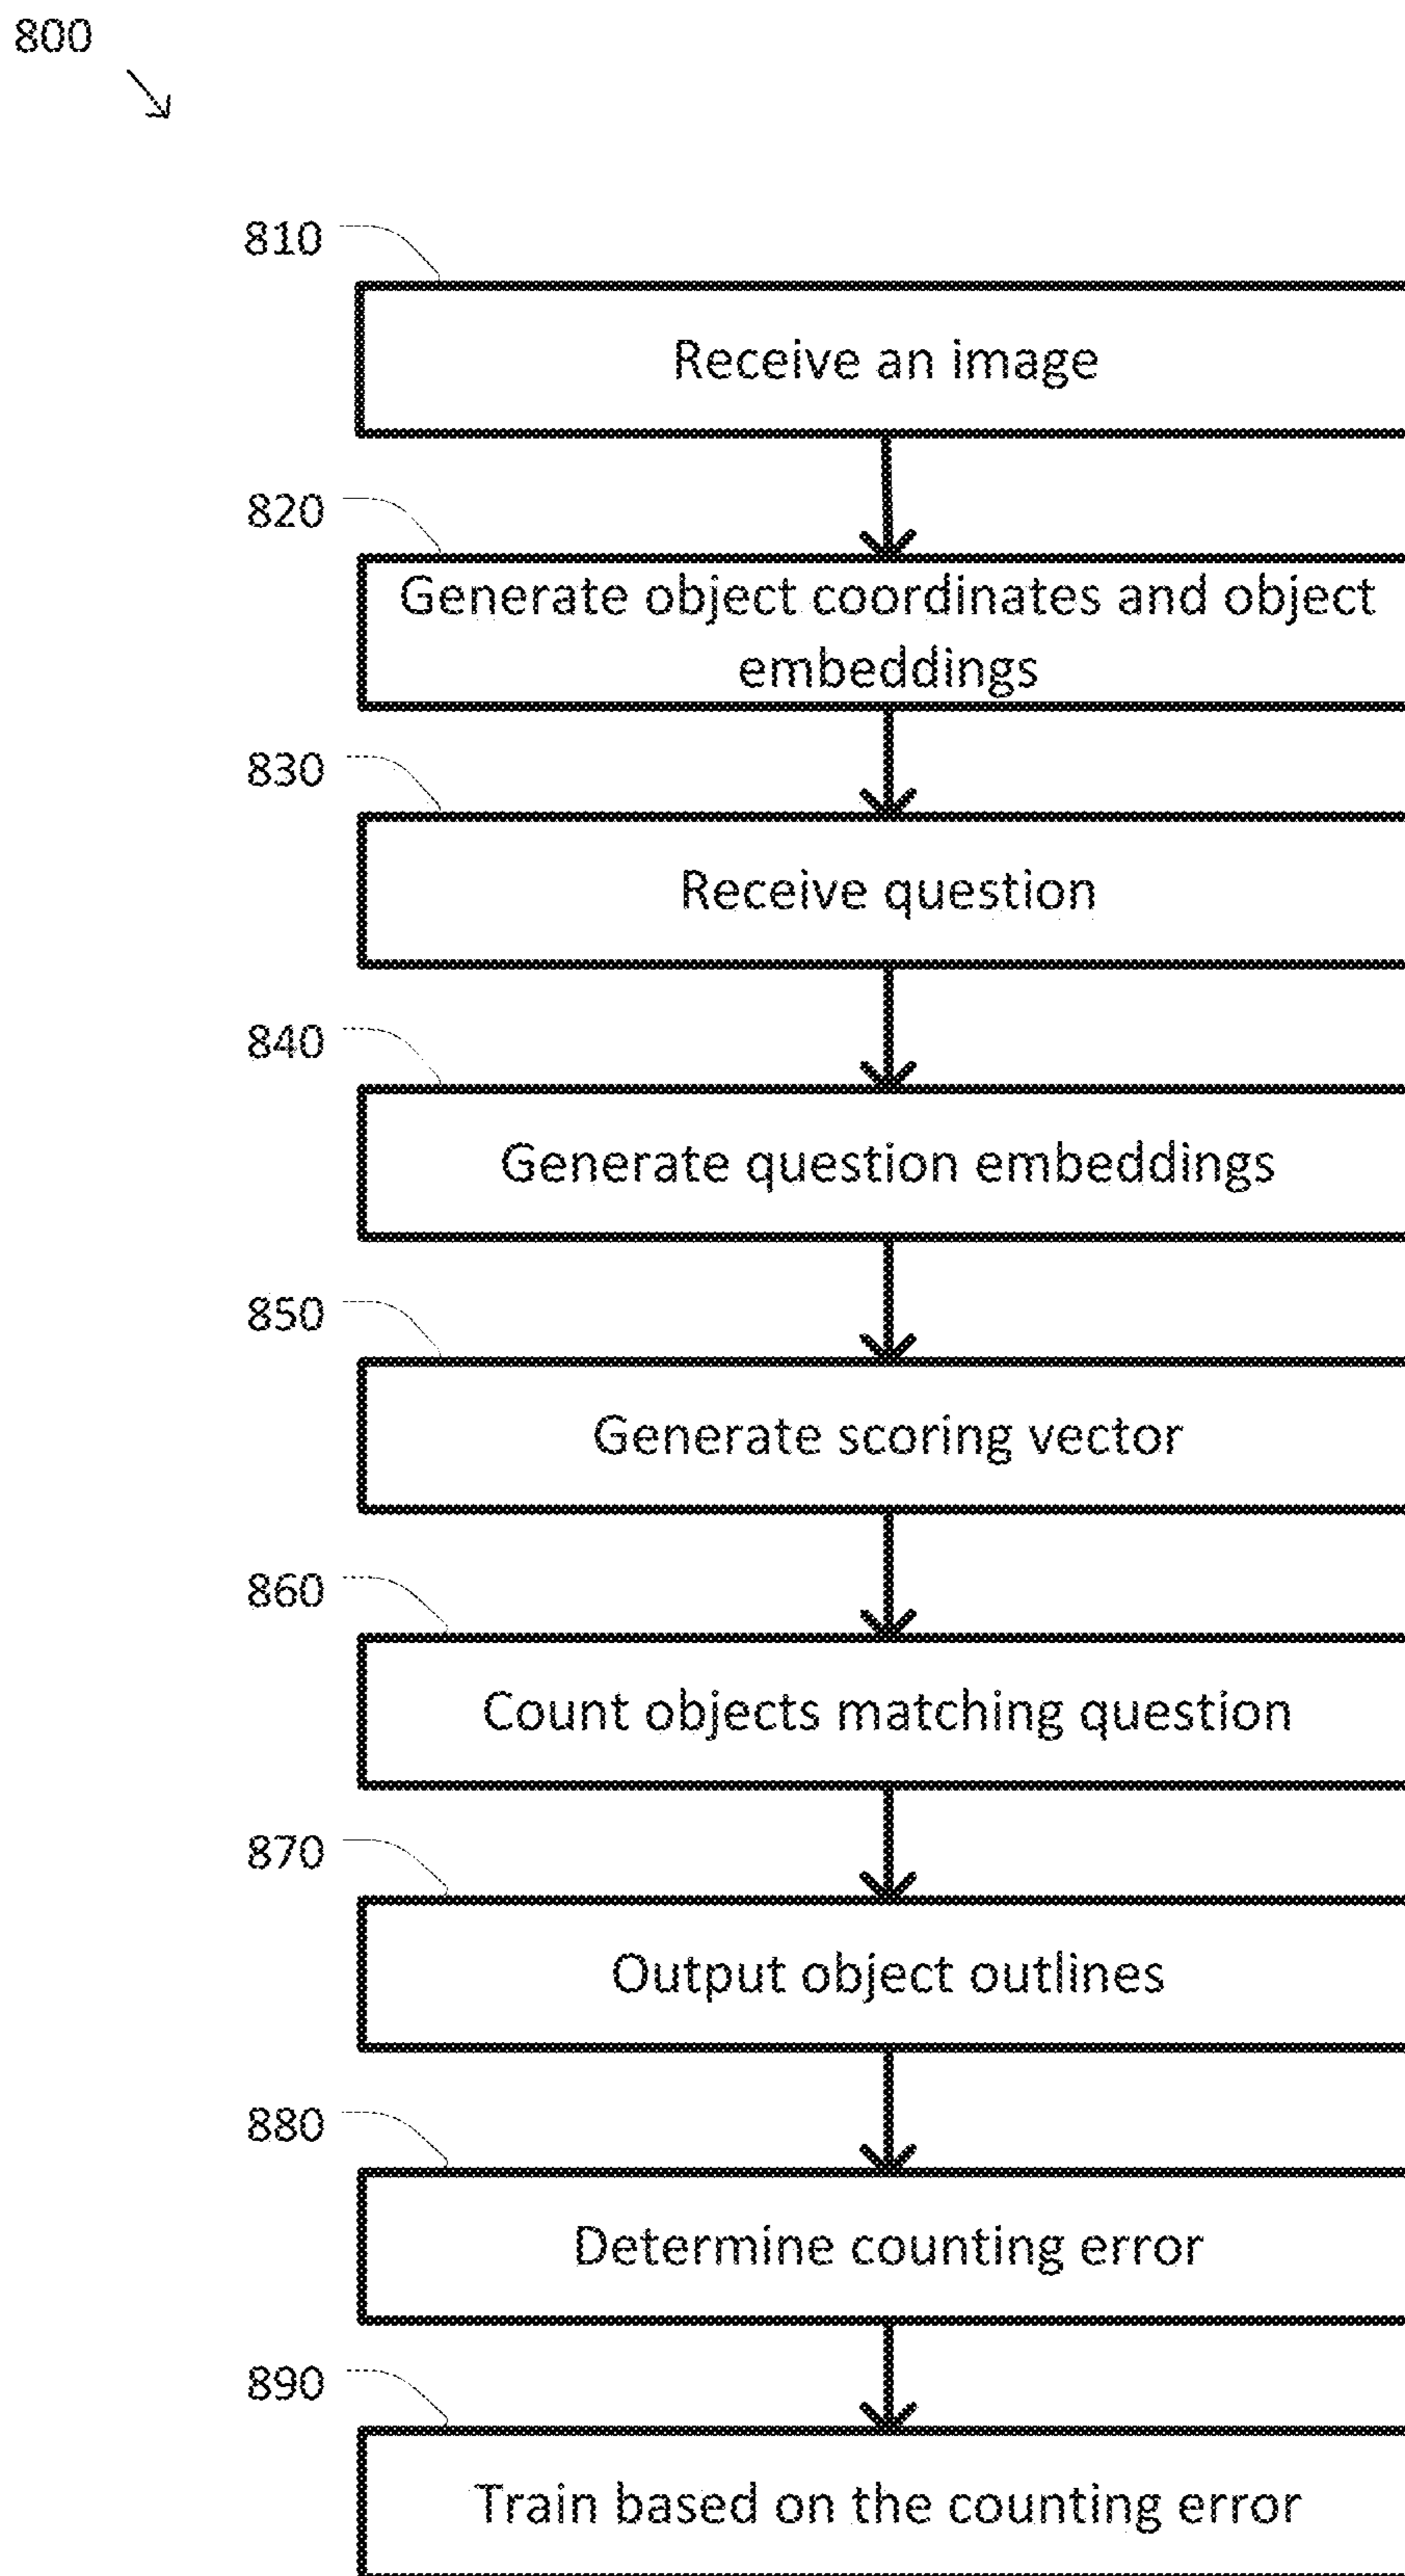 800
810
Receive an image
820
Generate object coordinates and object
embeddings
830
Receive question
840
Generate question embeddings
850
Generate scoring vector
860
Count objects matching question
870
Output object outlines
880
Determine counting error
890
Train based on the counting error